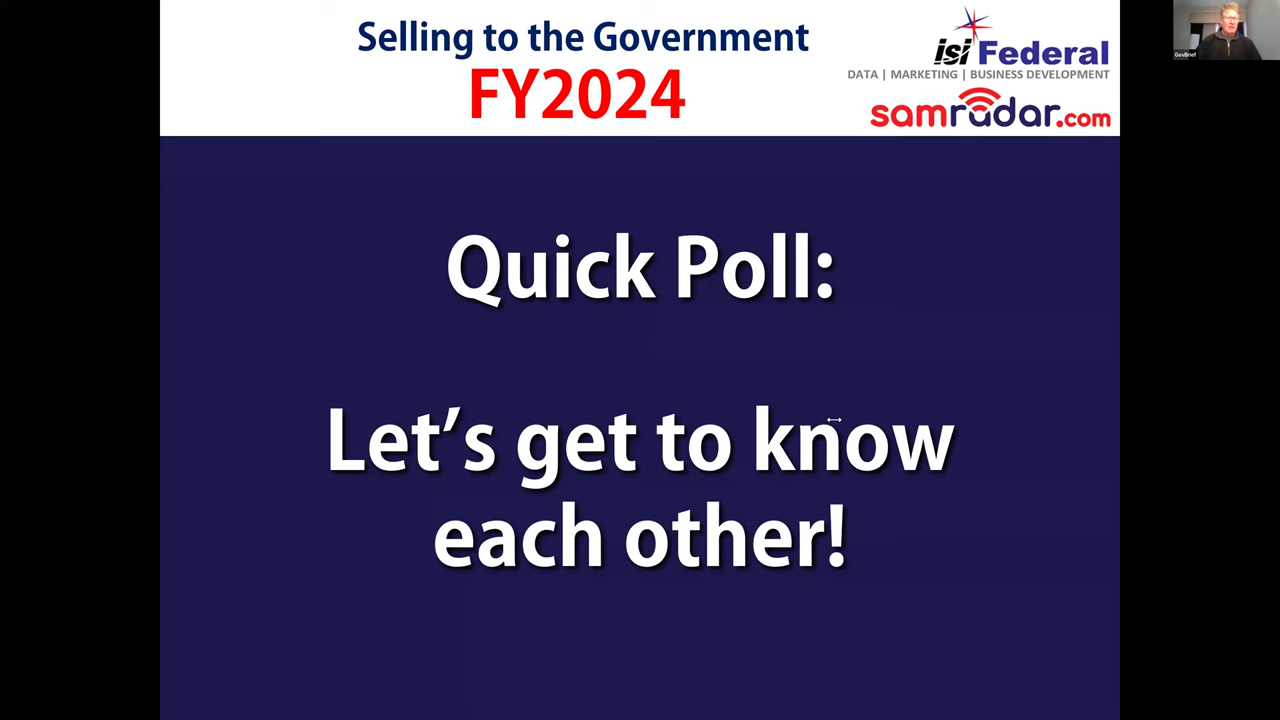 Selling to the Government
FY2024
isi Federal
DATA | MARKETING | BUSINESS DEVELOPMENT
samradar.com
GovBrief
Quick Poll:
Let’s get to know
each other!